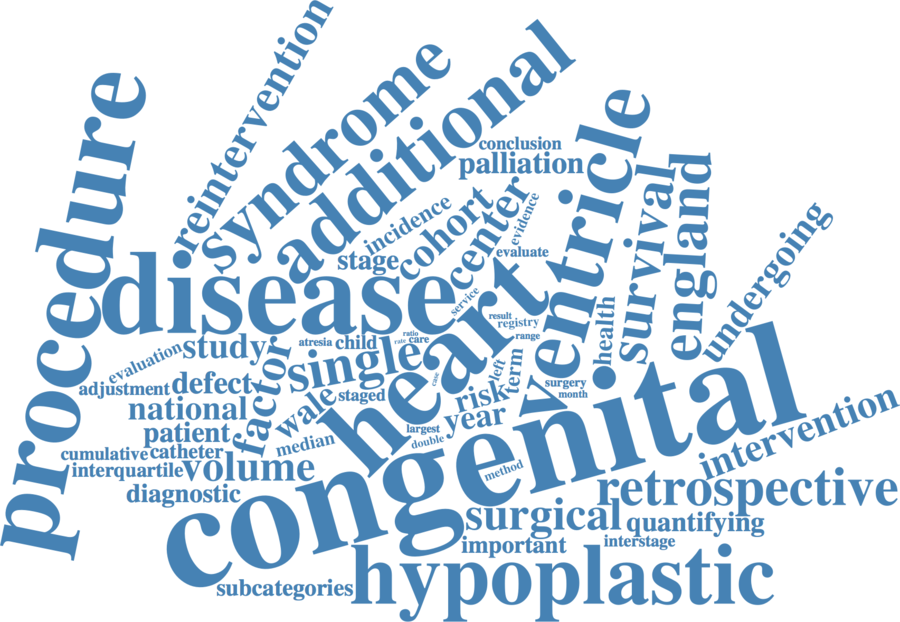 reintervention
syndrome
additional
procedure
conclusion
palliation
ventricle
incidence
cohort
center
evidence
evaluate
stage
survival
england
undergoing
disease
service
heart
result
registry
range
health
ratio
rate
care
atresia
child
study
evaluation
single
factor
left
term
adjustment
defect
staged
case
risk
surgery
month
wale
national
year
patient
median
largest
double
congenital
intervention
cumulative
catheter
interquartile
volume
method
diagnostic
retrospective
surgical
quantifying
important
interstage
subcategories
hypoplastic